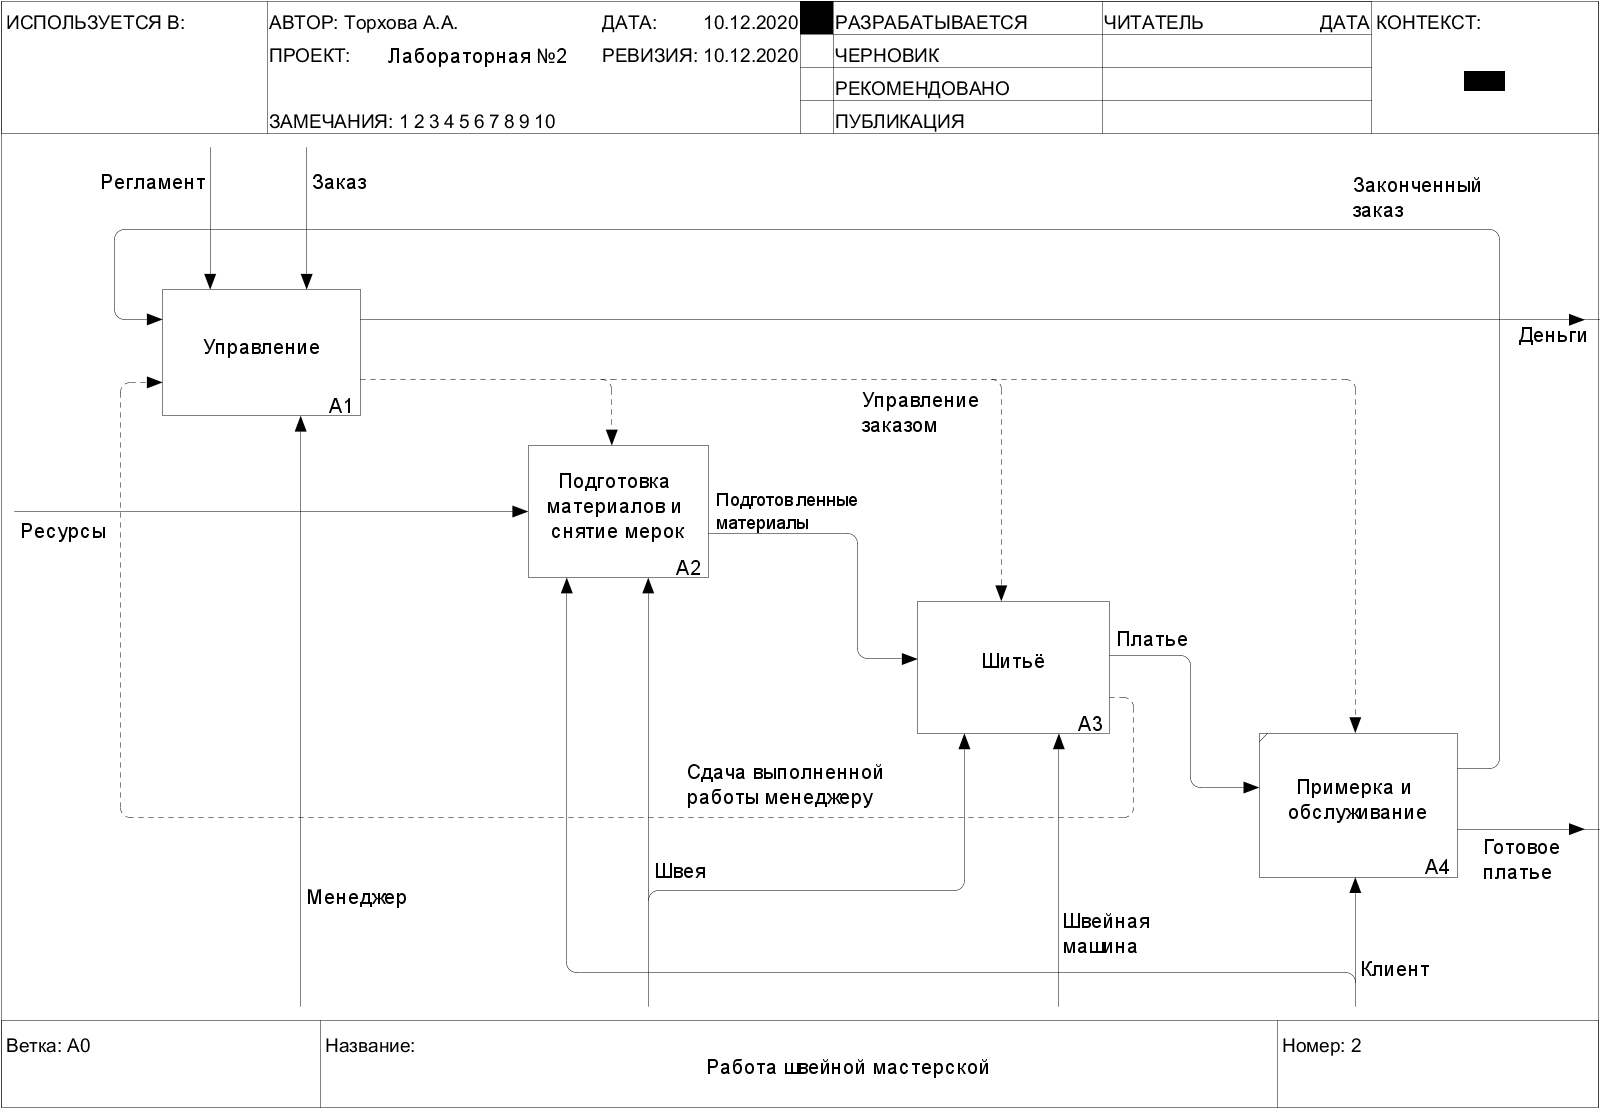 ИСПОЛЬЗУЕТСЯ В:
АВТОР: Торхова А.А.
ДАТА: 10.12.2020
ПРОЕКТ: Лабораторная №2
РЕВИЗИЯ: 10.12.2020
ЗАМЕЧАНИЯ: 1 2 3 4 5 6 7 8 9 10
РАЗРАБАТЫВАЕТСЯ
ЧЕРНОВИК
РЕКОМЕНДОВАНО
ПУБЛИКАЦИЯ
ЧИТАТЕЛЬ
ДАТА
КОНТЕКСТ:
Регламент
Заказ
Законченный
заказ
Управление
A1
Деньги
Управление
заказом
Ресурсы
Подготовка
материалов и
снятие мерок
A2
Подготовленные
материалы
Шитьё
A3
Платье
Сдача выполненной
работы менеджеру
Примерка и
обслуживание
A4
Готовое
платье
Менеджер
Швея
Швейная
машина
Клиент
Ветка: A0
Название:
Работа швейной мастерской
Номер: 2